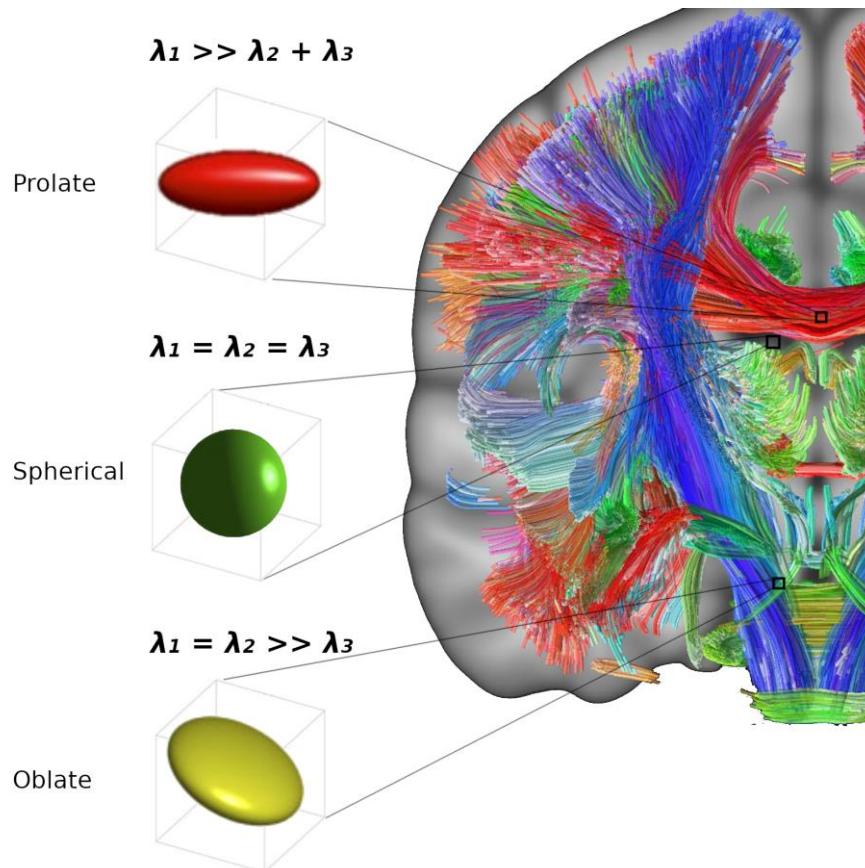 λ1 >> λ2 + λ3
Prolate
λ1 = λ2 = λ3
Spherical
λ1 = λ2 >> λ3
Oblate